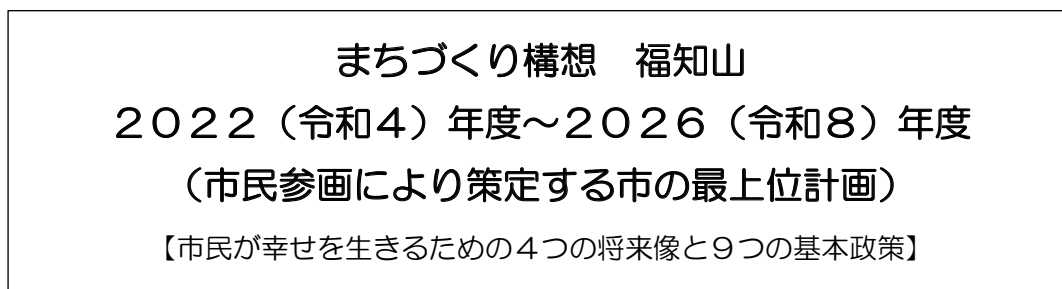 まちづくり構想　福知山
２０２２（令和４）年度～２０２６（令和８）年度
（市民参画により策定する市の最上位計画）
【市民が幸せを生きるための４つの将来像と９つの基本政策】